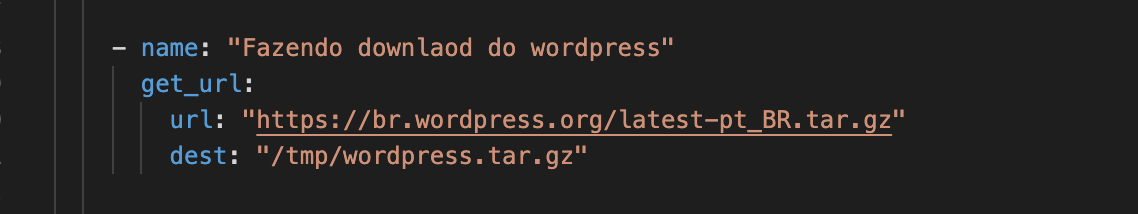 - name: "Fazendo downlaod do wordpress"
get_url:
url: "https://br.wordpress.org/latest-pt_BR.tar.gz"
dest: "/tmp/wordpress.tar.gz"